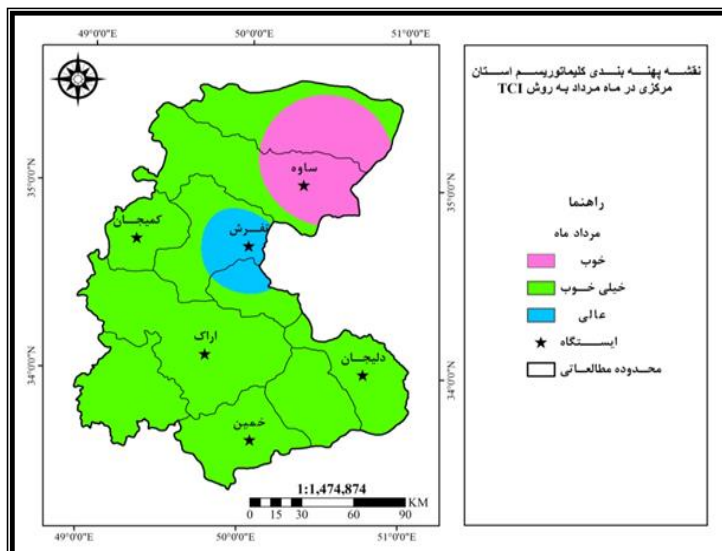 49°0'0"E 50°0'0"E 51°0'0"E
35°0'0"N
34°0'0"N
35°0'0"N
34°0'0"N
ساوه
کمیجان
تفرش
اراک
دلیجان
خمین
1:1,474,874
KM
0 15 30 60 90
49°0'0"E 50°0'0"E 51°0'0"E
نقشه پهنه بندی کلیماتوریسم استان
مرکزی در ماه مرداد به روش TCI
راهنما
مرداد ماه
خوب
خیلی خوب
عالی
ایستگاه
محدوده مطالعاتی